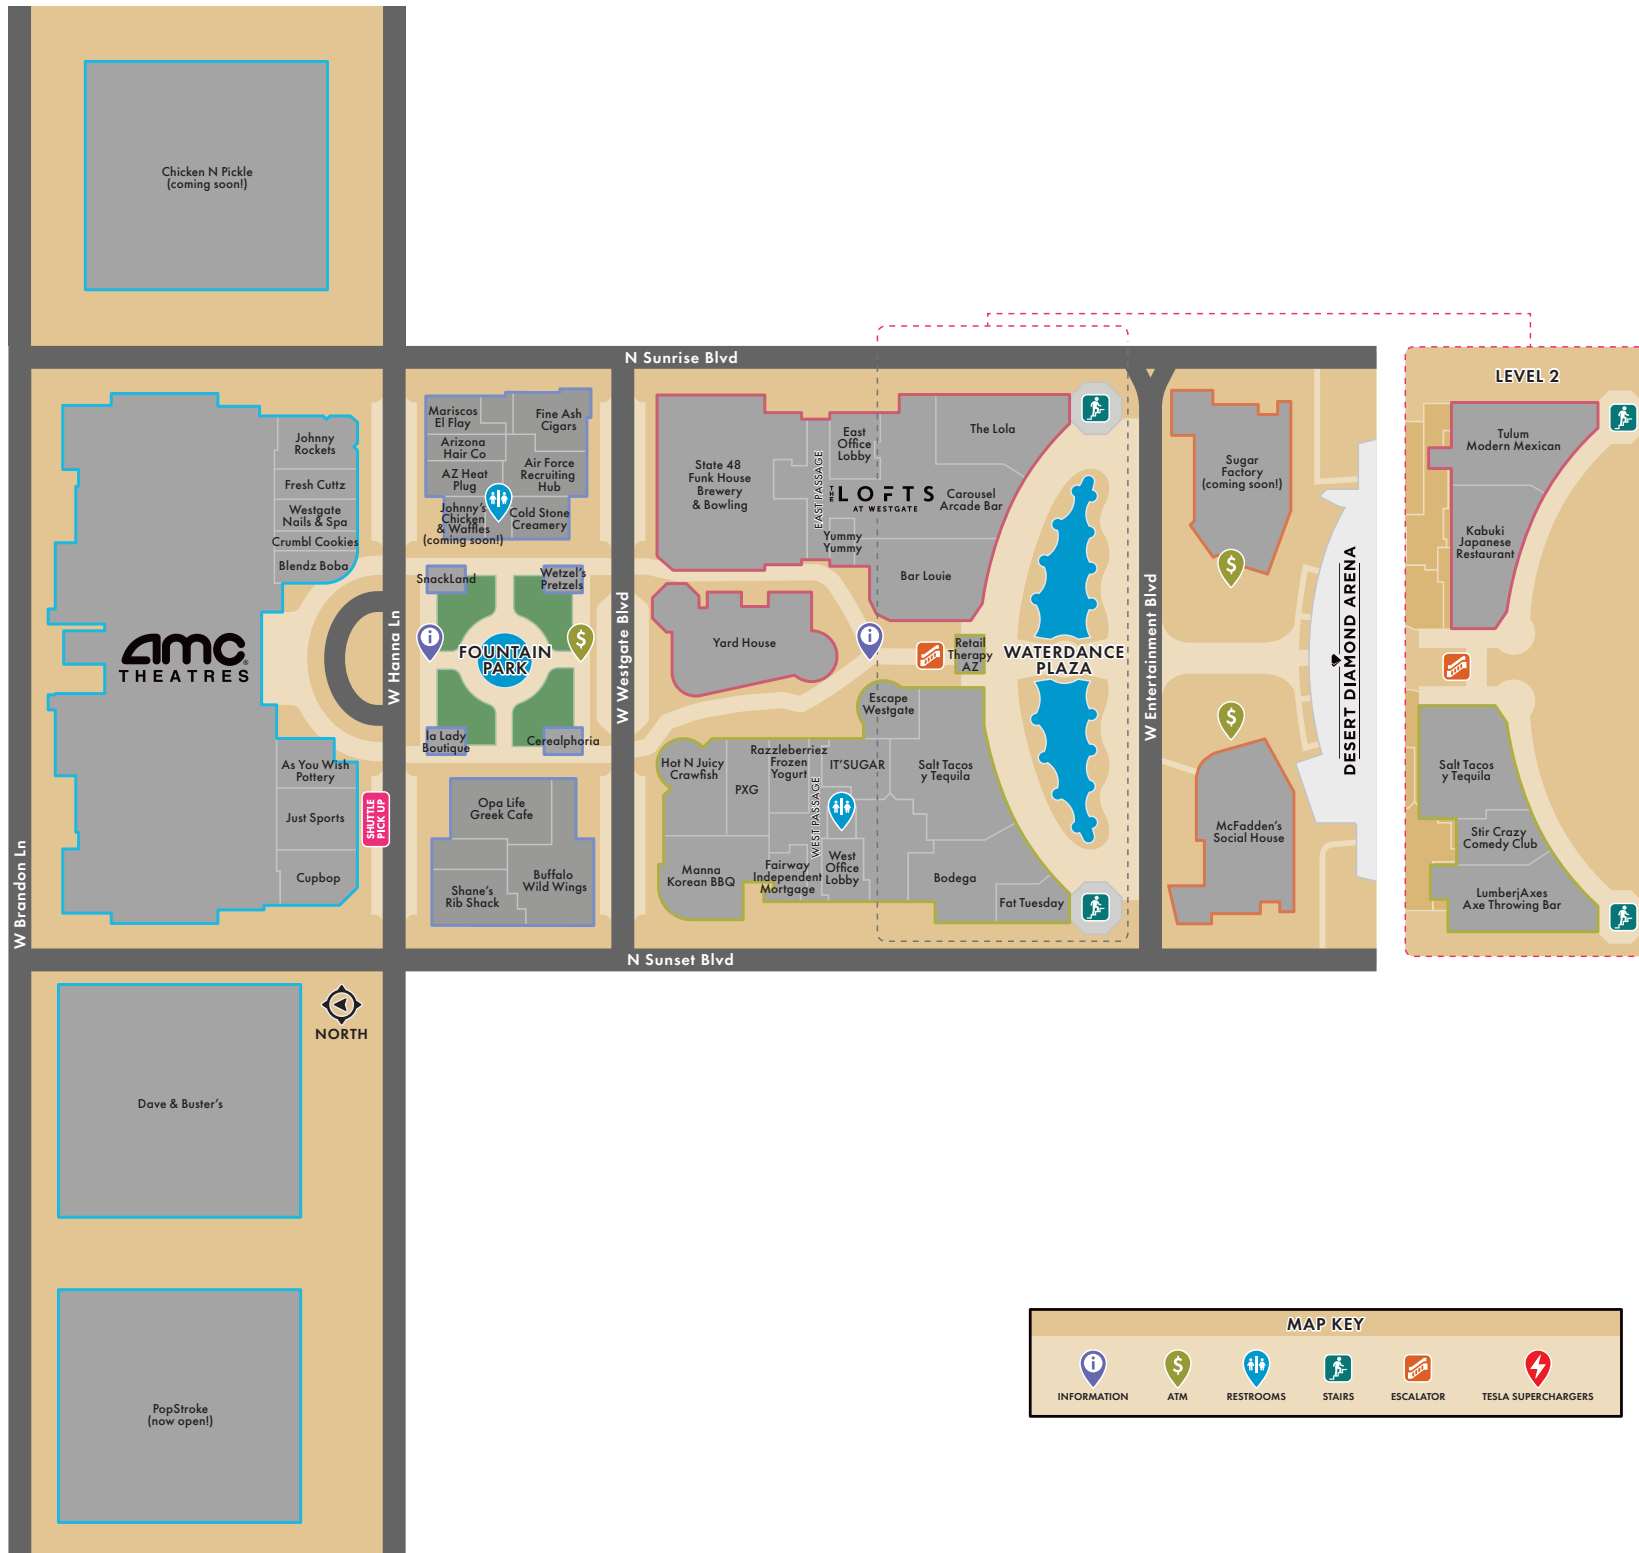 Chicken N Pickle
(coming soon!)
N Sunrise Blvd
LEVEL 2
W Brandon Ln
W Hanna Ln
W Westgate Blvd
W Entertainment Blvd
Johnny
Rockets
Fresh Cuttz
Westgate
Nails & Spa
Crumbl Cookies
Blendz Boba
amc
THEATRES
As You Wish
Pottery
Just Sports
Cupbop
SHUTTLE
PICK UP
Mariscos
El Flay
Fine Ash
Cigars
Arizona
Hair Co
AZ Heat
Plug
Air Force
Recruiting
Hub
Johnny's
Chicken
& Waffles
(coming soon!)
Cold Stone
Creamery
SnackLand
Wetzel's
Pretzels
i
$
FOUNTAIN
PARK
la Lady
Boutique
Cerealphoria
Opa Life
Greek Cafe
Shane's
Rib Shack
Buffalo
Wild Wings
State 48
Funk House
Brewery
& Bowling
EAST PASSAGE
East
Office
Lobby
The Lola
THE
LOFTS
AT WESTGATE
Carousel
Arcade Bar
Yummy
Yummy
Bar Louie
Yard House
i
Retail
Therapy
AZ
WATERDANCE
PLAZA
Escape
Westgate
Hot N Juicy
Crawfish
PXG
Razzleberriez
Frozen
Yogurt
IT'SUGAR
Salt Tacos
y Tequila
WEST PASSAGE
Manna
Korean BBQ
Fairway
Independent
Mortgage
West
Office
Lobby
Bodega
Fat Tuesday
Sugar
Factory
(coming soon!)
$
$
DESERT DIAMOND ARENA
McFadden's
Social House
Tulum
Modern Mexican
Kabuki
Japanese
Restaurant
Salt Tacos
y Tequila
Stir Crazy
Comedy Club
LumberjAxes
Axe Throwing Bar
N Sunset Blvd
NORTH
Dave & Buster's
PopStroke
(now open!)
MAP KEY
i
$
INFORMATION
ATM
RESTROOMS
STAIRS
ESCALATOR
TESLA SUPERCHARGERS